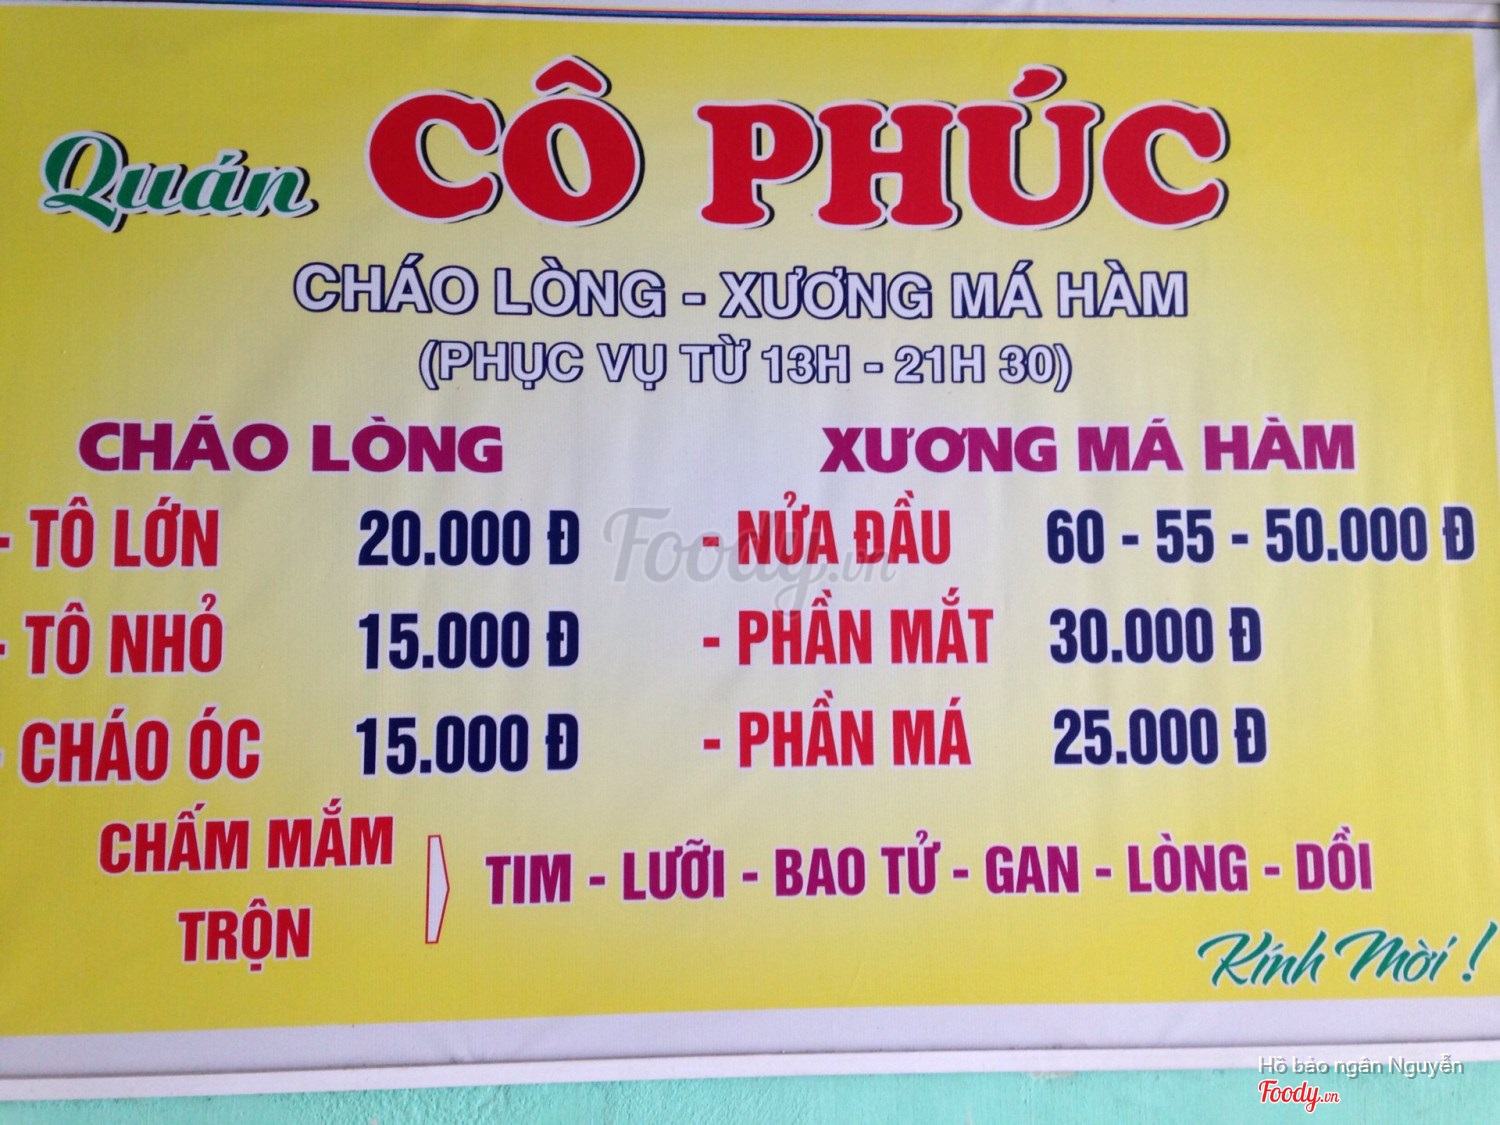 Quán CÔ PHÚC
CHÁO LÒNG - XƯƠNG MÁ HÀM
(PHỤC VỤ TỪ 13H - 21H 30)
CHÁO LÒNG
- TÔ LỚN 20.000 Đ
- TÔ NHỎ 15.000 Đ
- CHÁO ÓC 15.000 Đ
XƯƠNG MÁ HÀM
- NỬA ĐẦU 60 - 55 - 50.000 Đ
- PHẦN MẮT 30.000 Đ
- PHẦN MÁ 25.000 Đ
CHẤM MẮM
TRỘN
TIM - LƯỠI - BAO TỬ - GAN - LÒNG - DỒI
Kính Mời !
Foody.vn
Hồ bảo ngân Nguyễn
Foody.vn